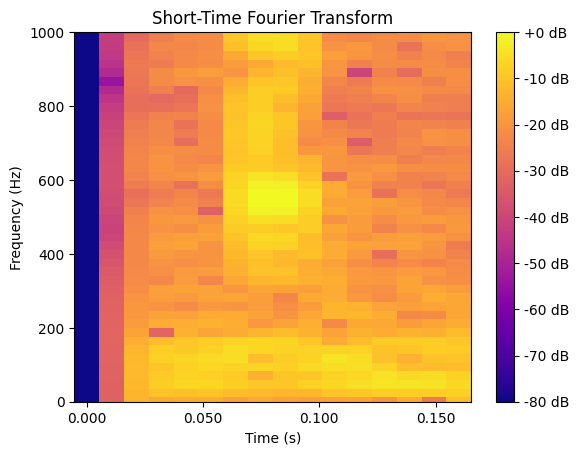 Short-Time Fourier Transform
1000
800
600
400
200
0
Frequency (Hz)
0.000
0.050
0.100
0.150
Time (s)
+0 dB
-10 dB
-20 dB
-30 dB
-40 dB
-50 dB
-60 dB
-70 dB
-80 dB